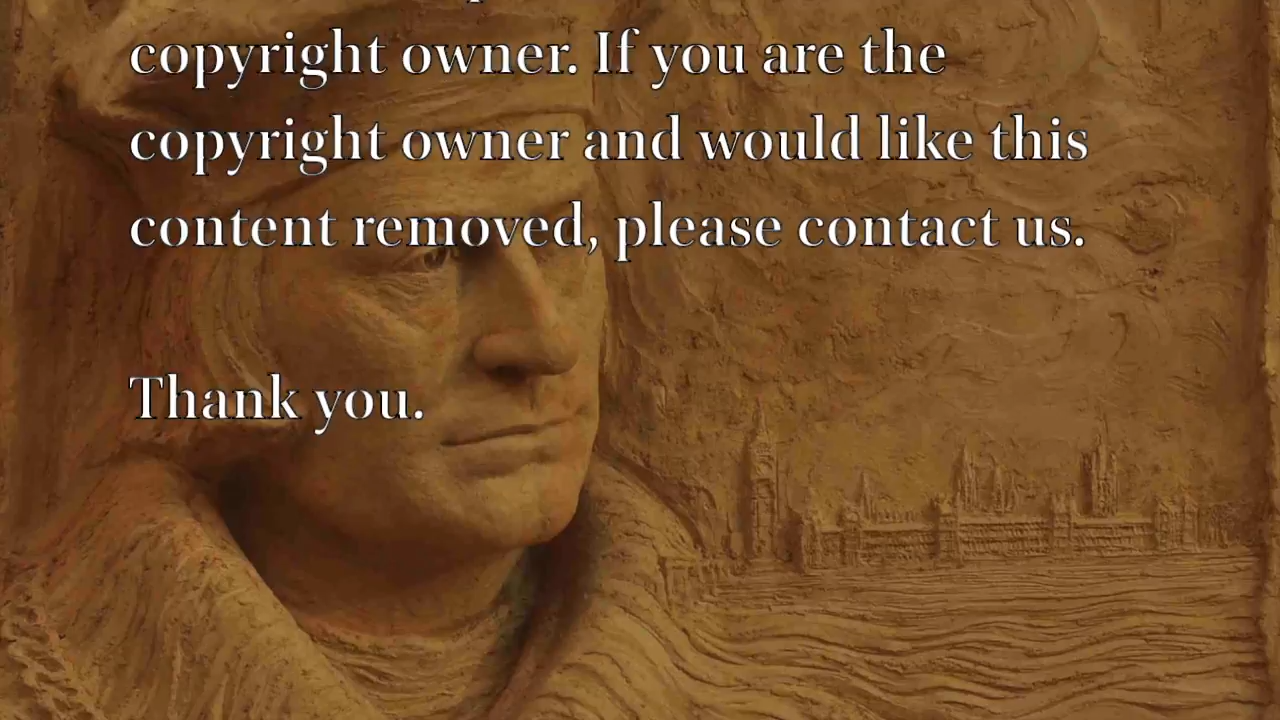 copyright owner. If you are the
copyright owner and would like this
content removed, please contact us.
Thank you.